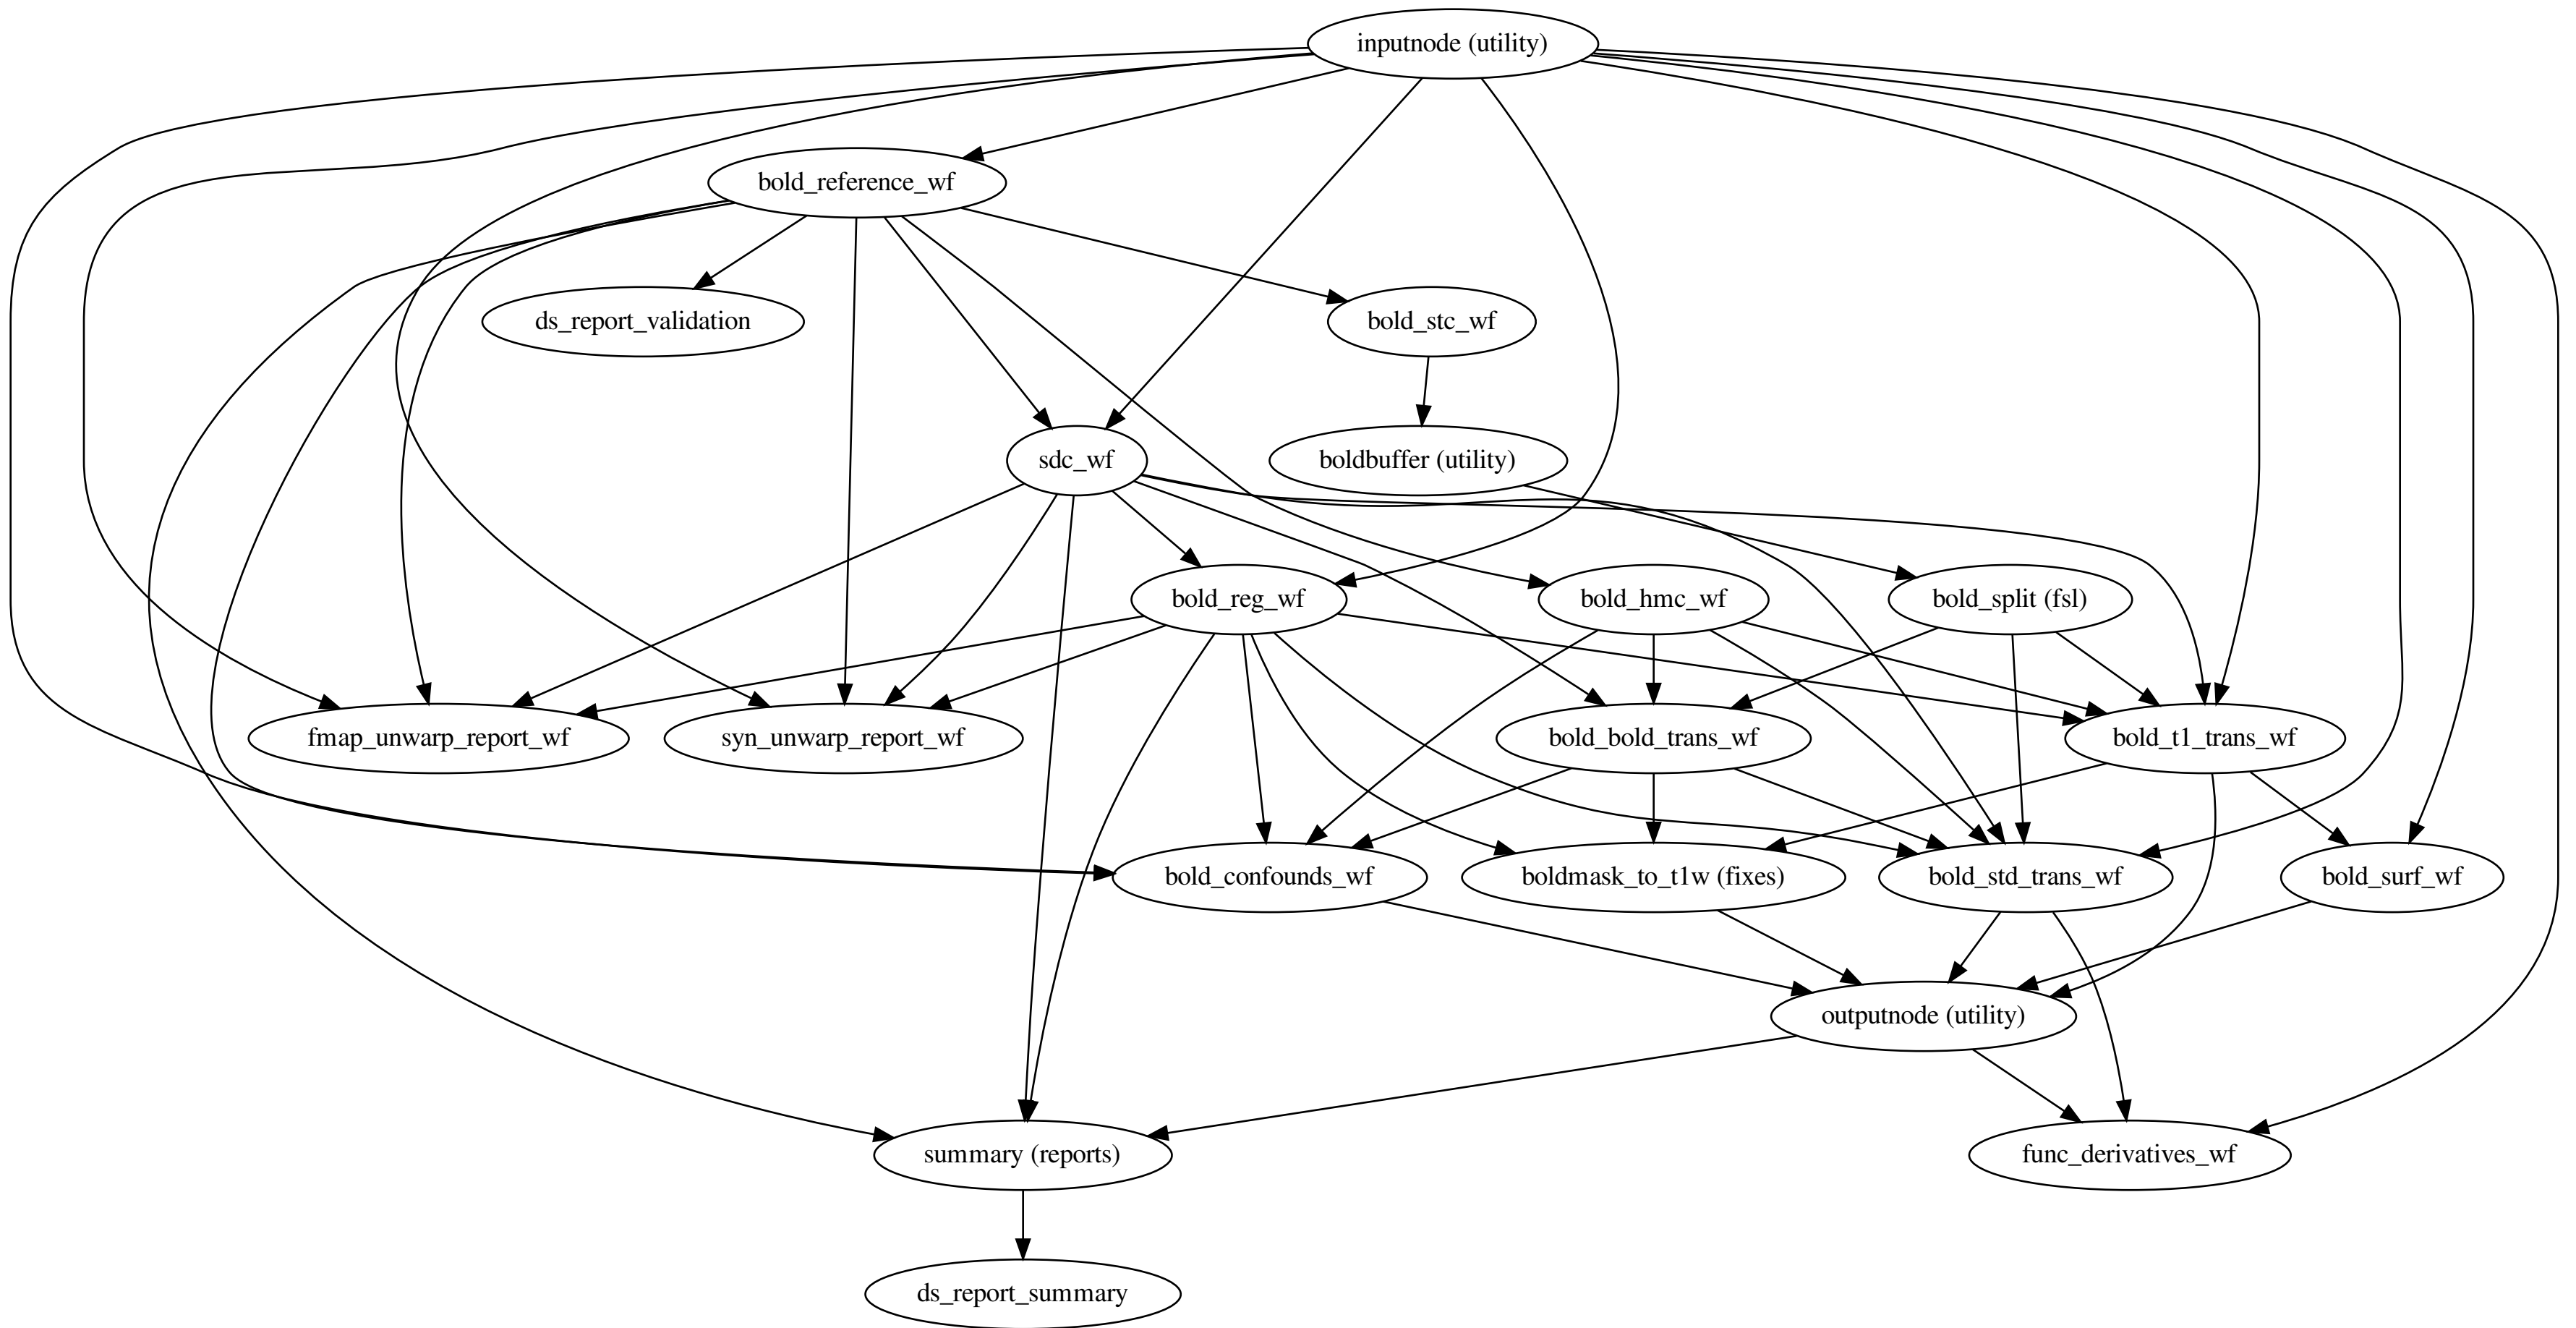 inputnode (utility)
bold_reference_wf
ds_report_validation
bold_stc_wf
sdc_wf
boldbuffer (utility)
bold_reg_wf
bold_hmc_wf
bold_split (fsl)
fmap_unwarp_report_wf
syn_unwarp_report_wf
bold_bold_trans_wf
bold_t1_trans_wf
bold_confounds_wf
boldmask_to_t1w (fixes)
bold_std_trans_wf
bold_surf_wf
outputnode (utility)
summary (reports)
func_derivatives_wf
ds_report_summary